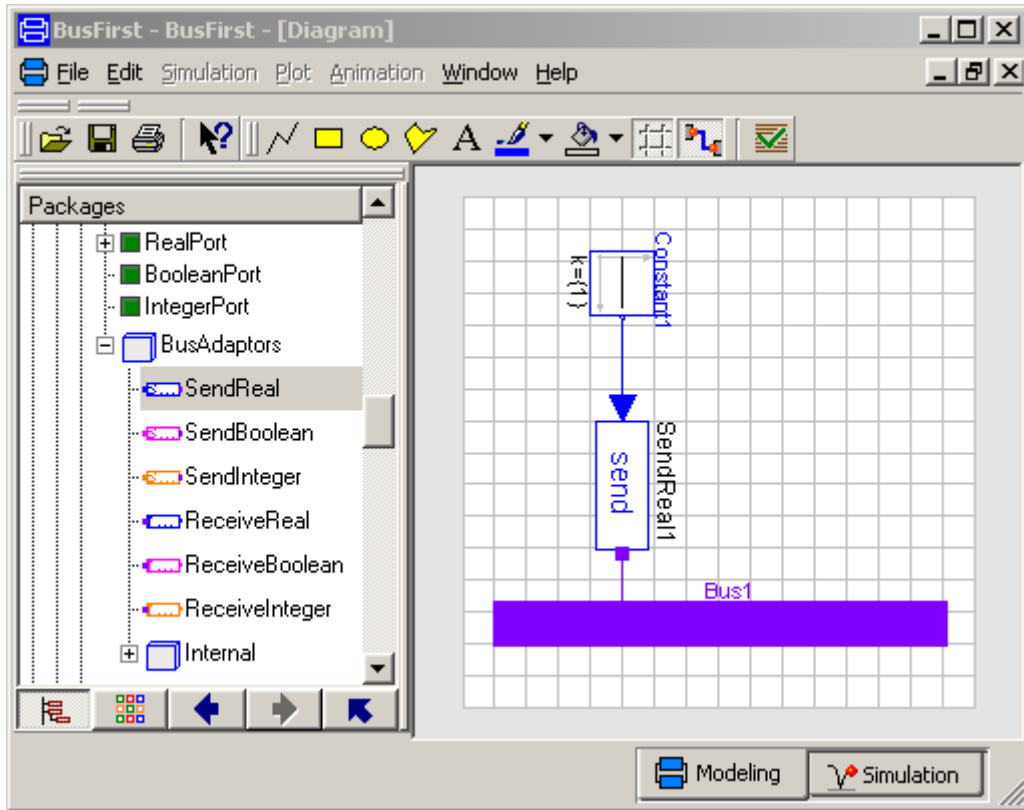 BusFirst - BusFirst - [Diagram]
File Edit Simulation Plot Animation Window Help
A
Packages
RealPort
BooleanPort
IntegerPort
BusAdaptors
SendReal
SendBoolean
SendInteger
ReceiveReal
ReceiveBoolean
ReceiveInteger
Internal
k={1}
Constant1
send
SendReal1
Bus1
Modeling
Simulation